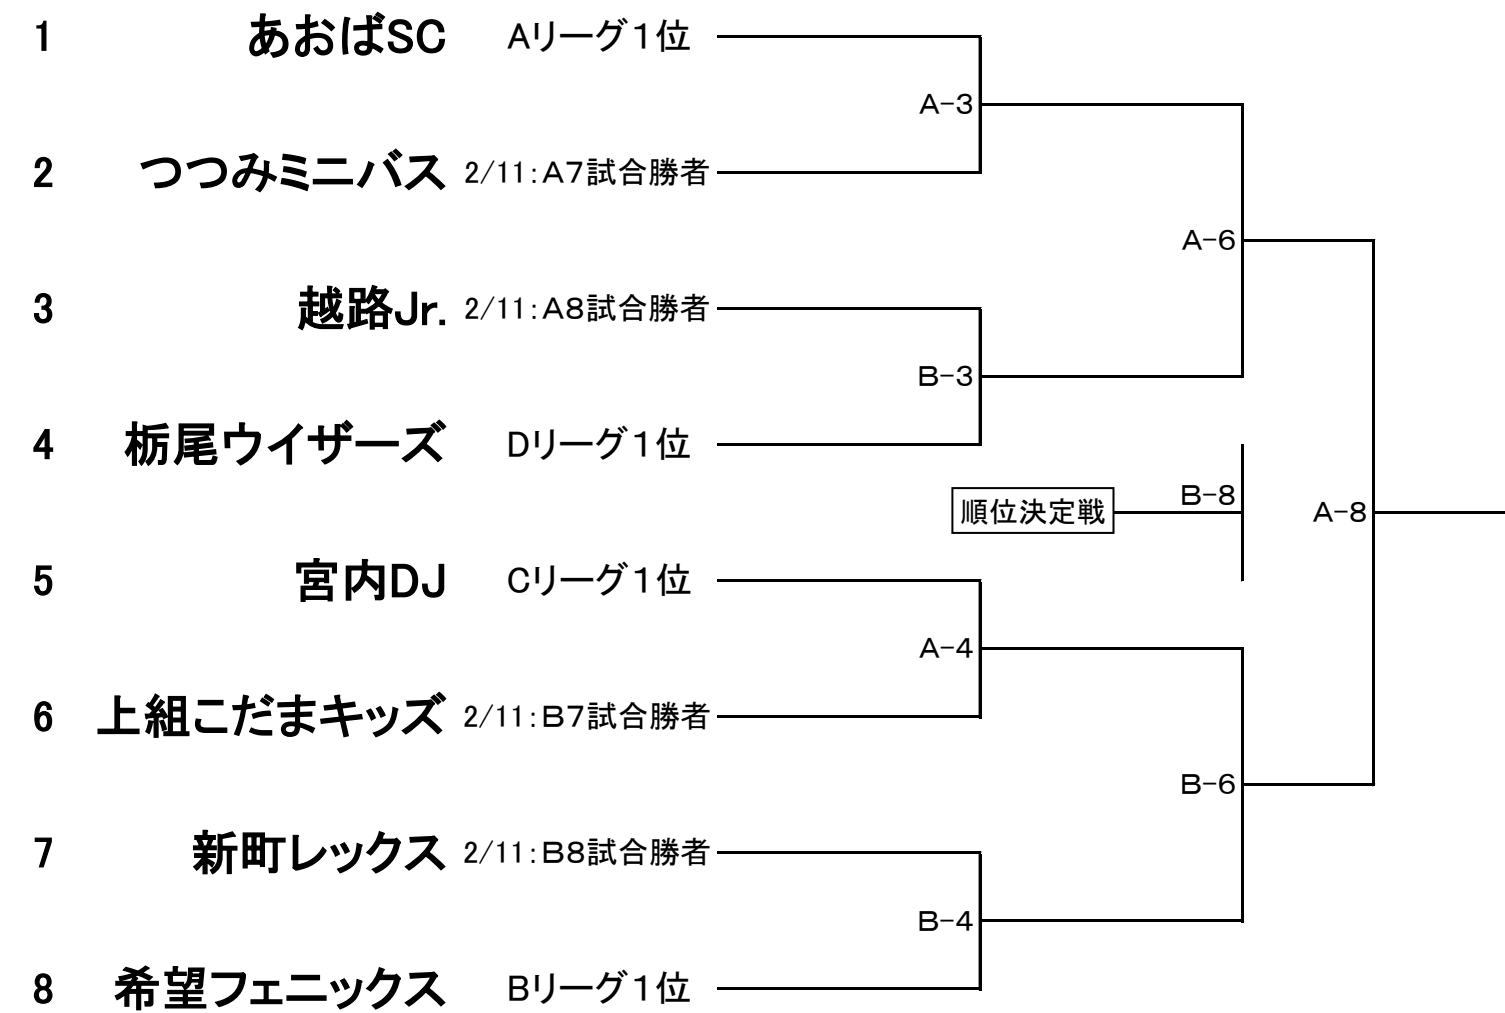 1 あおばSC Aリーグ１位
A-3
2 つつみミニバス 2/11:A7試合勝者
A-6
3 越路Jr. 2/11:A8試合勝者
B-3
4 栃尾ウイザーズ Dリーグ１位
B-8
順位決定戦 A-8
5 宮内DJ Cリーグ１位
A-4
6 上組こだまキッズ 2/11:B7試合勝者
B-6
7 新町レックス 2/11:B8試合勝者
B-4
8 希望フェニックス Bリーグ１位